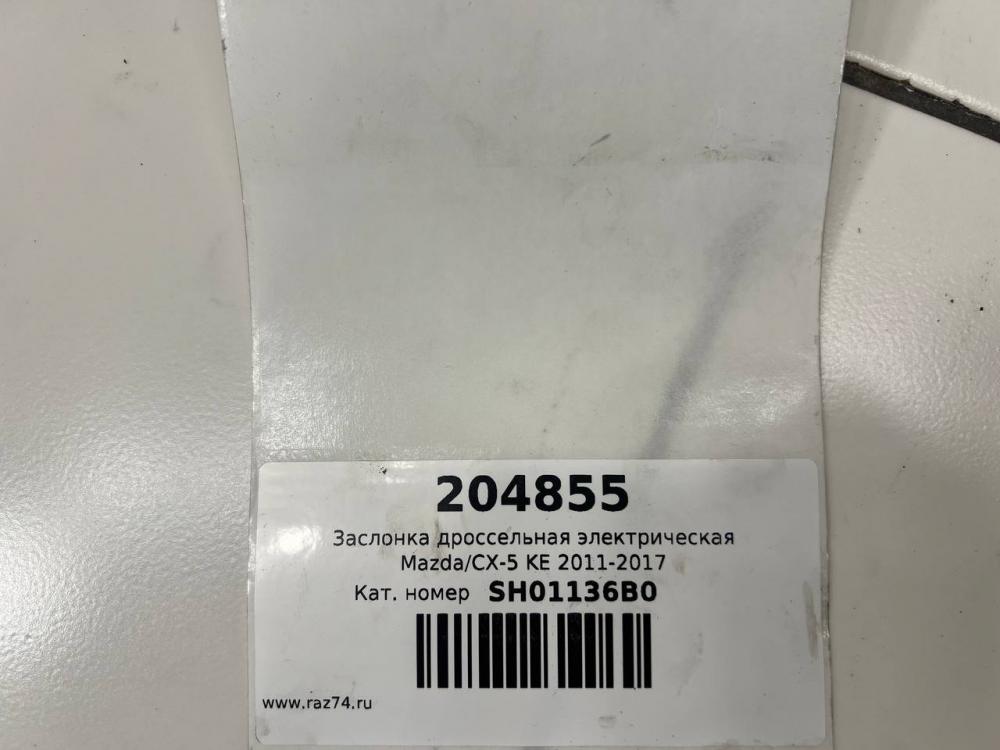 204855
Заслонка дроссельная электрическая
Mazda/CX-5 KE 2011-2017
Кат. номер SH01136B0
www.raz74.ru